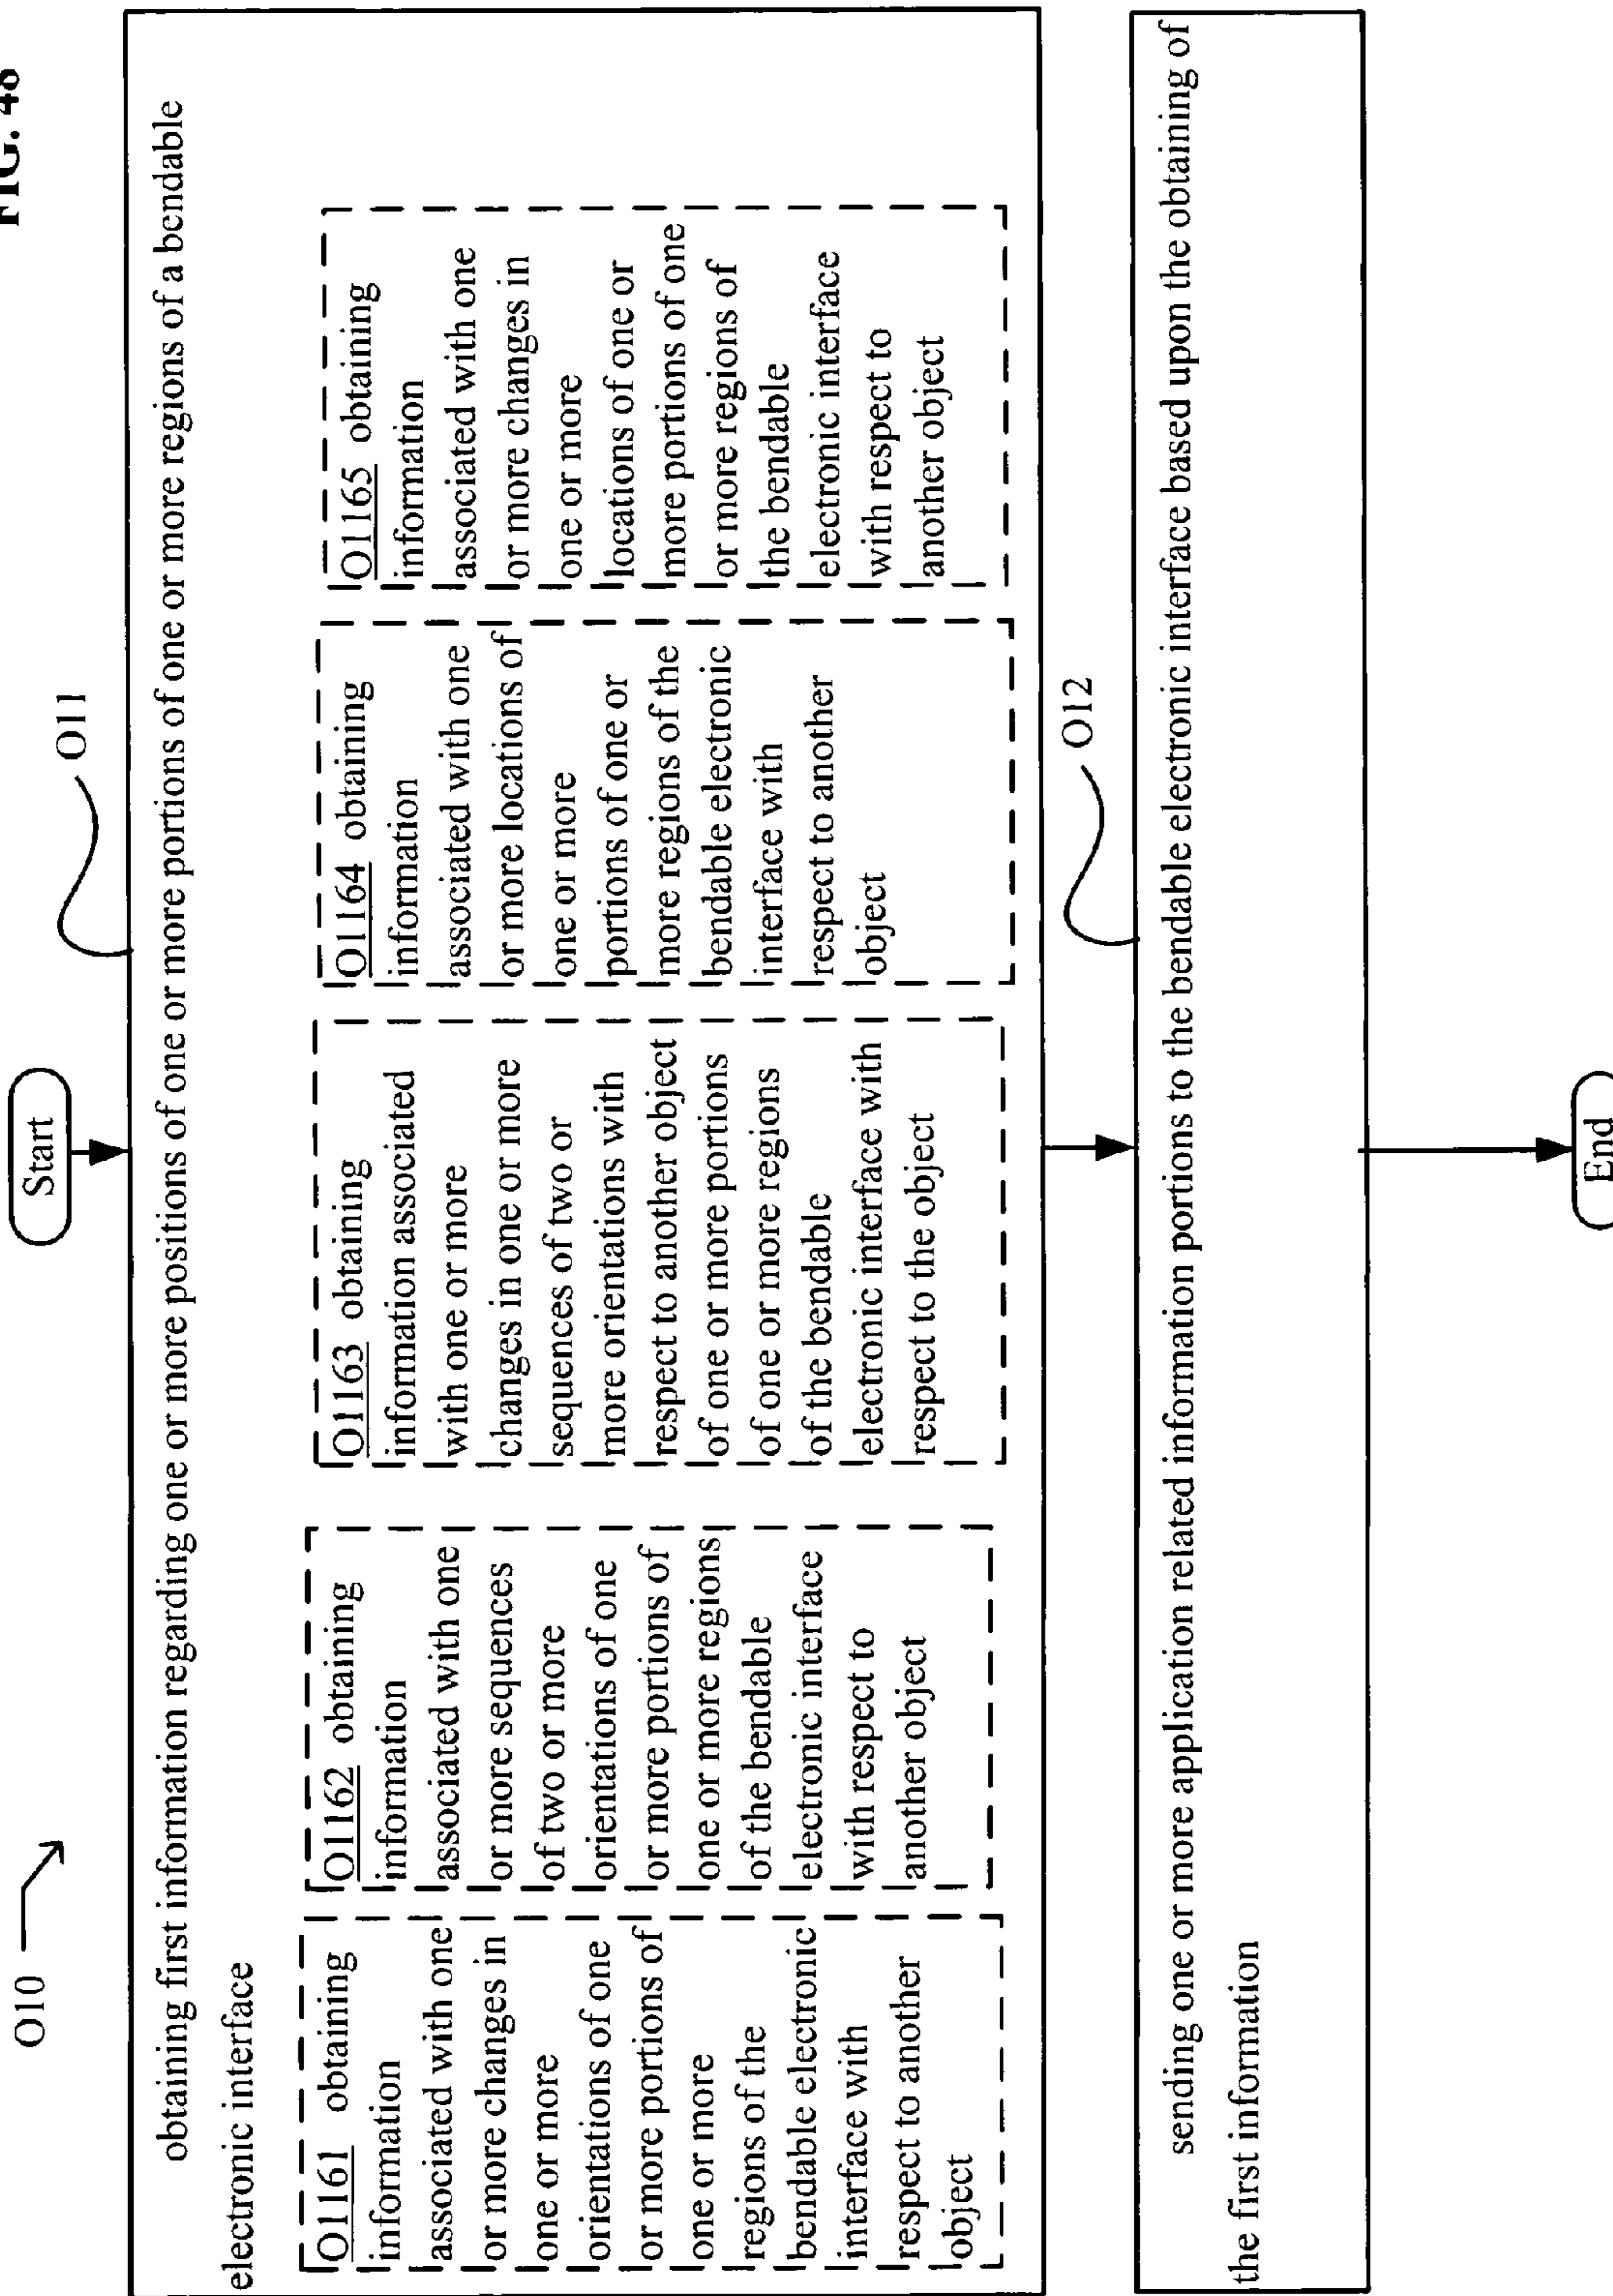 FIG. 48
O10
Start
O11
obtaining first information regarding one or more positions of one or more portions of one or more regions of a bendable
electronic interface
O1161 obtaining
information
associated with one
or more changes in
one or more
orientations of one
or more portions of
one or more
regions of the
bendable electronic
interface with
respect to another
object
O1162 obtaining
information
associated with one
or more sequences
of two or more
orientations of one
or more portions of
one or more regions
of the bendable
electronic interface
with respect to
another object
O1163 obtaining
information associated
with one or more
changes in one or more
sequences of two or
more orientations with
respect to another object
of one or more portions
of one or more regions
of the bendable
electronic interface with
respect to the object
O1164 obtaining
information
associated with one
or more locations of
one or more
portions of one or
more regions of the
bendable electronic
interface with
respect to another
object
O1165 obtaining
information
associated with one
or more changes in
one or more
locations of one or
more portions of one
or more regions of
the bendable
electronic interface
with respect to
another object
O12
sending one or more application related information portions to the bendable electronic interface based upon the obtaining of
the first information
End